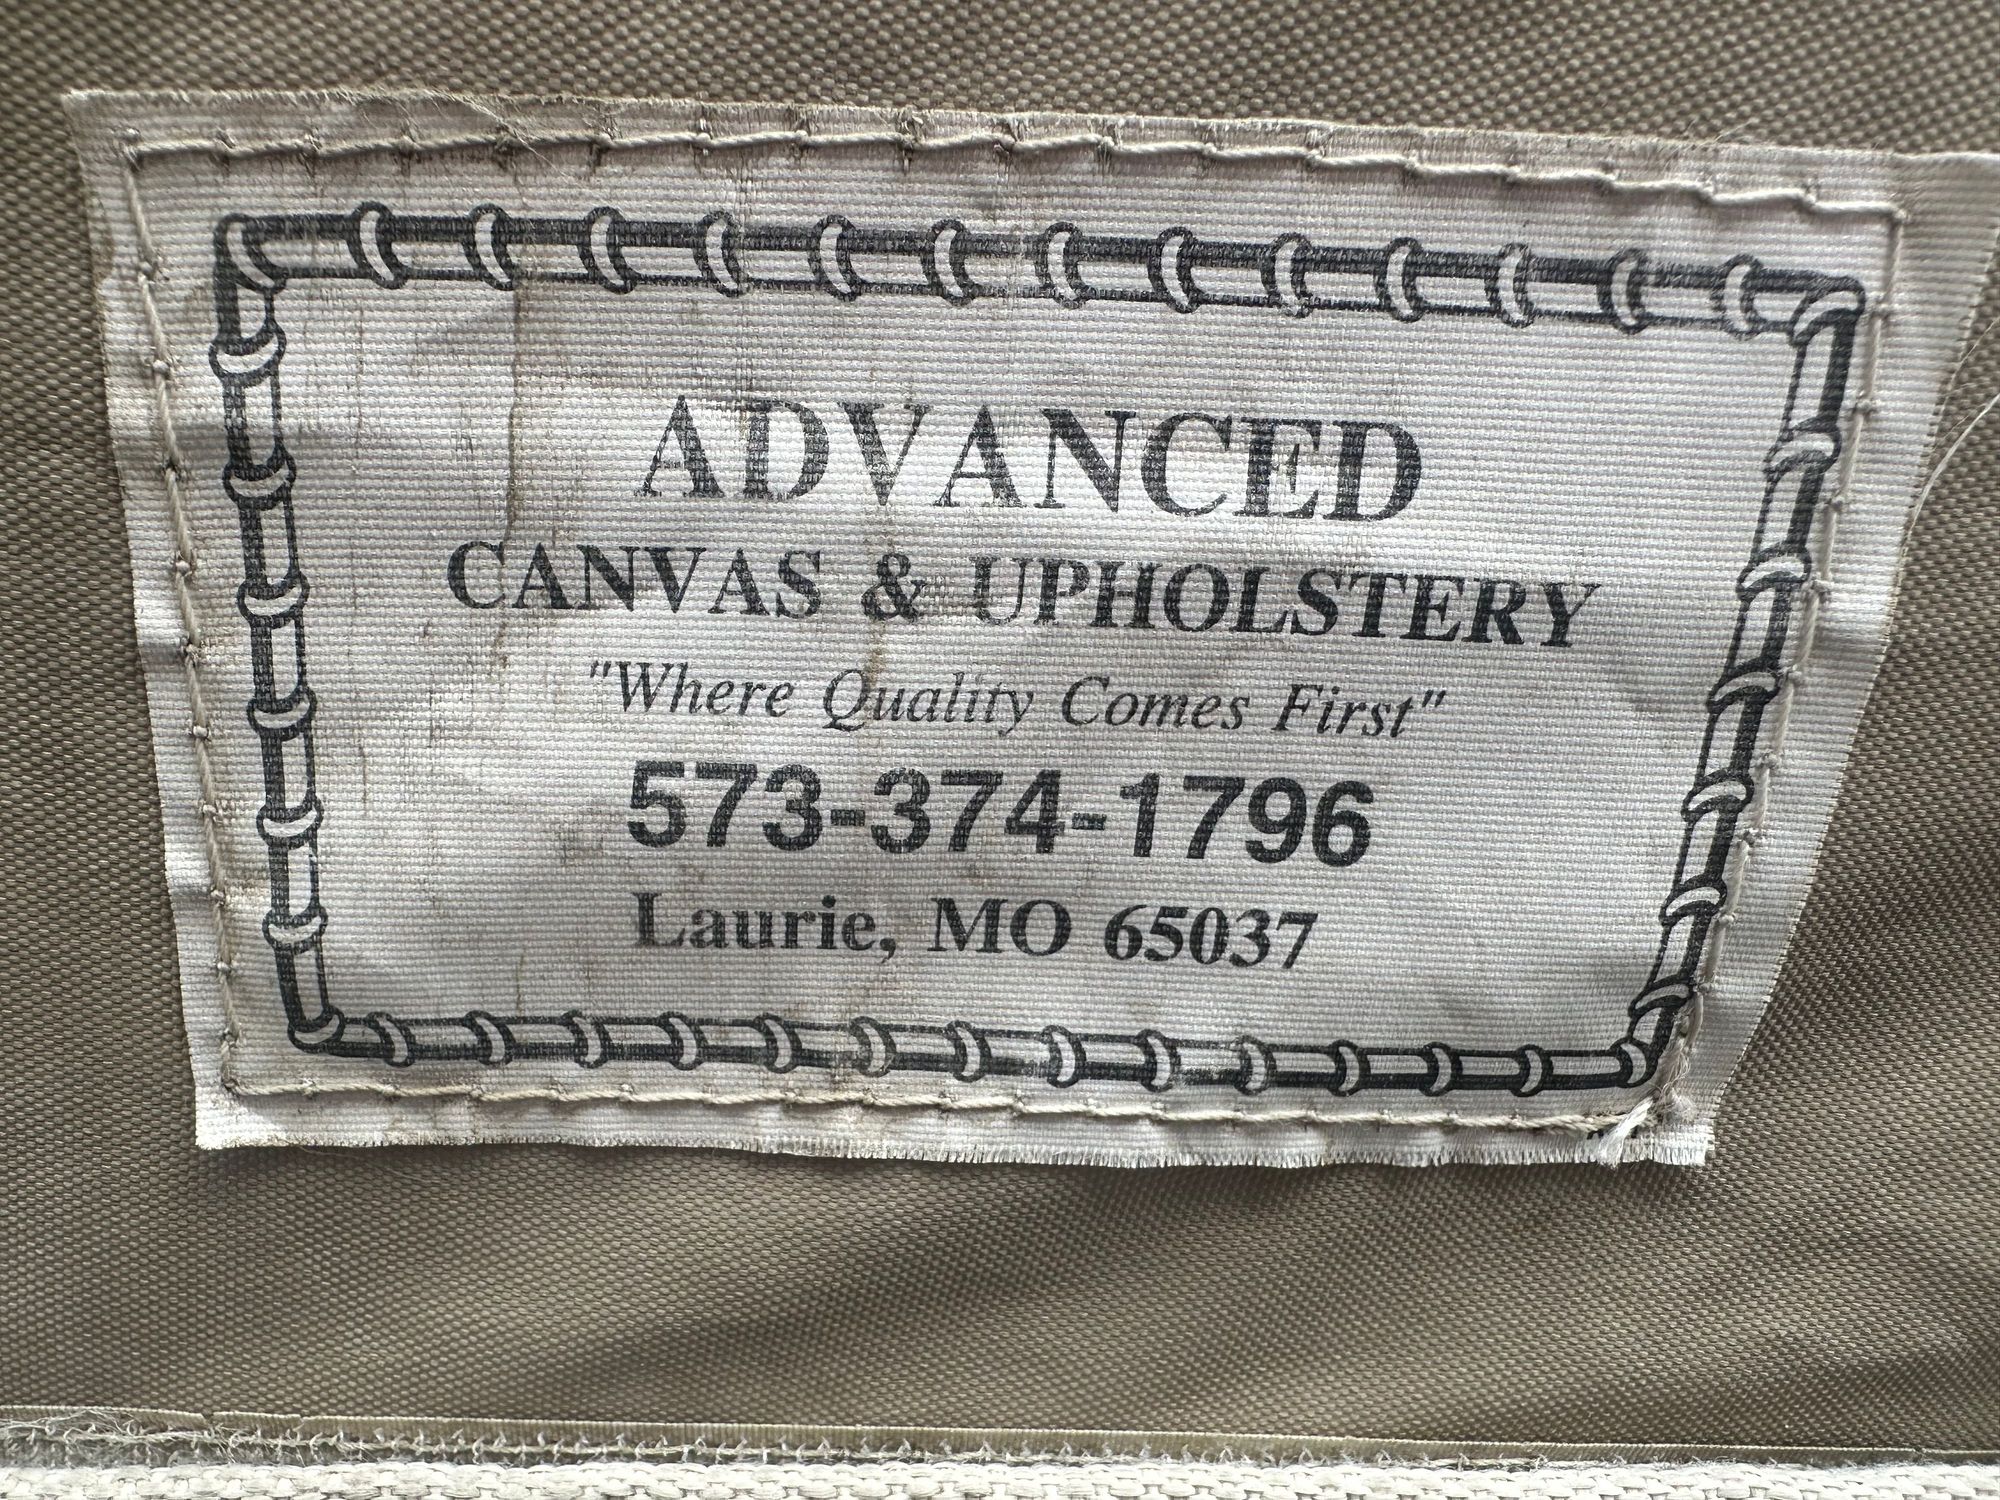 ADVANCED
CANVAS & UPHOLSTERY
"Where Quality Comes First"
573-374-1796
Laurie, MO 65037